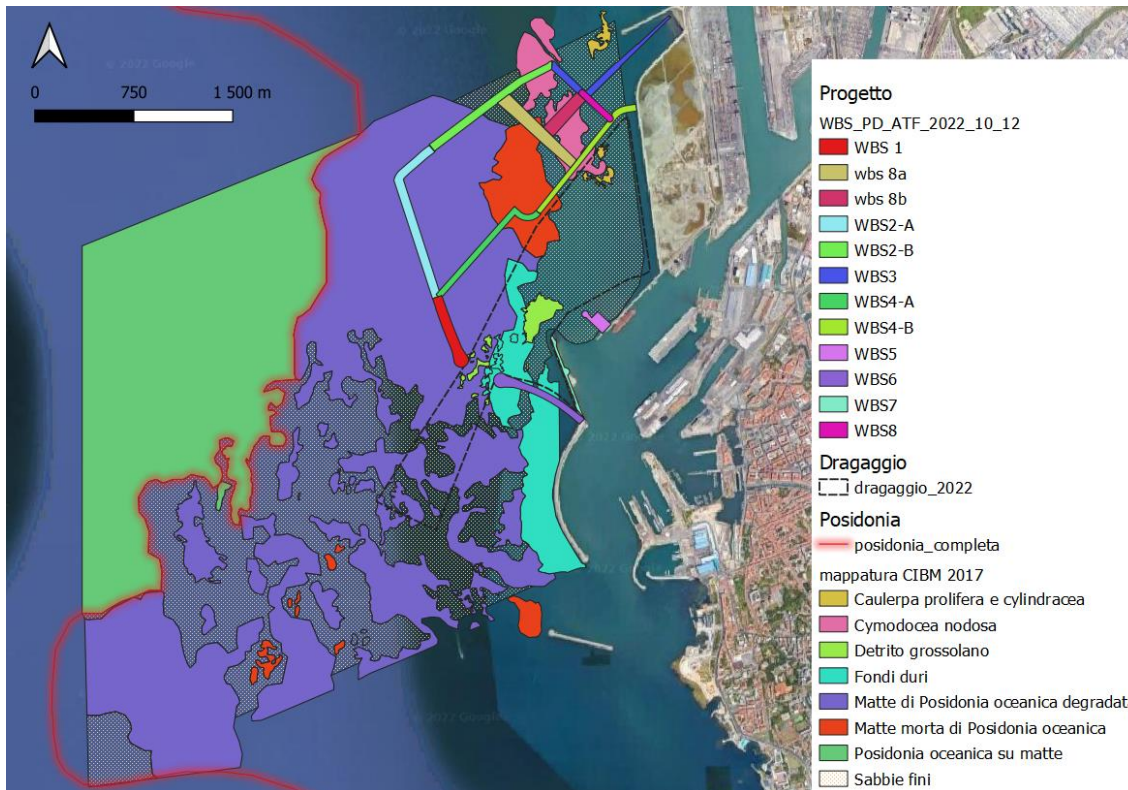 © 2022 Google
0 750 1 500 m
Progetto
WBS_PD_ATF_2022_10_12
WBS 1
wbs 8a
wbs 8b
WBS2-A
WBS2-B
WBS3
WBS4-A
WBS4-B
WBS5
WBS6
WBS7
WBS8
Dragaggio
dragaggio_2022
Posidonia
posidonia_completa
mappatura CIBM 2017
Caulerpa prolifera e cylindracea
Cymodocea nodosa
Detrito grossolano
Fondi duri
Matte di Posidonia oceanica degradat
Matte morta di Posidonia oceanica
Posidonia oceanica su matte
Sabbie fini